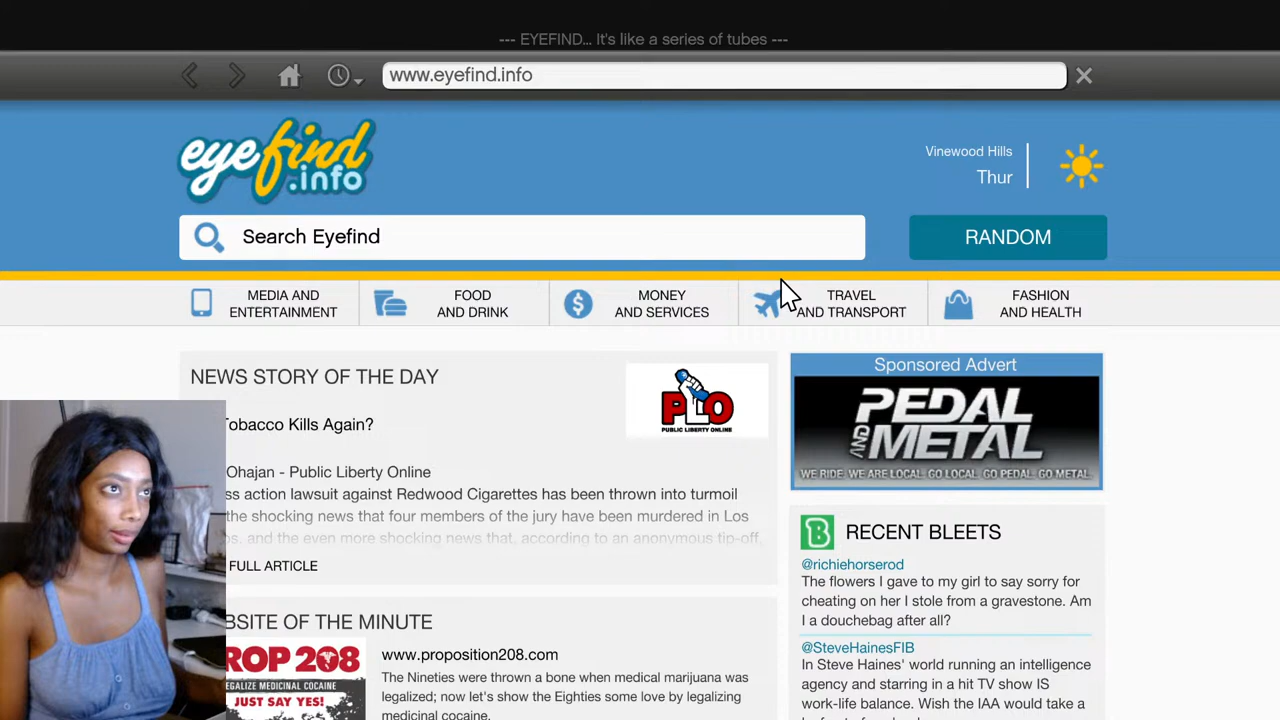 --- EYEFIND... It's like a series of tubes ---
www.eyefind.info
eyefind
.info
Vinewood Hills
Thur
Search Eyefind
RANDOM
MEDIA AND
ENTERTAINMENT
FOOD
AND DRINK
MONEY
AND SERVICES
TRAVEL
AND TRANSPORT
FASHION
AND HEALTH
NEWS STORY OF THE DAY
PLO
PUBLIC LIBERTY ONLINE
Tobacco Kills Again?
Ohajan - Public Liberty Online
ss action lawsuit against Redwood Cigarettes has been thrown into turmoil
the shocking news that four members of the jury have been murdered in Los
os, and the even more shocking news that, according to an anonymous tip-off,
FULL ARTICLE
Sponsored Advert
PEDAL
AND METAL
WE RIDE. WE ARE LOCAL. GO LOCAL. GO PEDAL. GO METAL.
RECENT BLEETS
@richiehorserod
The flowers I gave to my girl to say sorry for
cheating on her I stole from a gravestone. Am
I a douchebag after all?
@SteveHainesFIB
In Steve Haines' world running an intelligence
agency and starring in a hit TV show IS
work-life balance. Wish the IAA would take a
BSITE OF THE MINUTE
PROP 208
LEGALIZE MEDICINAL COCAINE
JUST SAY YES!
www.proposition208.com
The Nineties were thrown a bone when medical marijuana was
legalized; now let's show the Eighties some love by legalizing
medicinal cocaine.